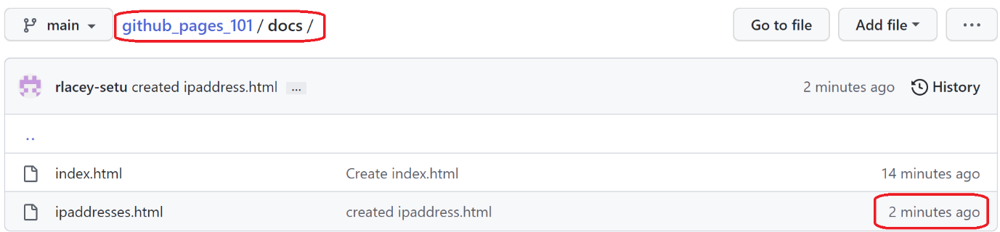 main github_pages_101 / docs / Go to file Add file ...
rlacey-setu created ipaddress.html ... 2 minutes ago History
..
index.html Create index.html 14 minutes ago
ipaddresses.html created ipaddress.html 2 minutes ago